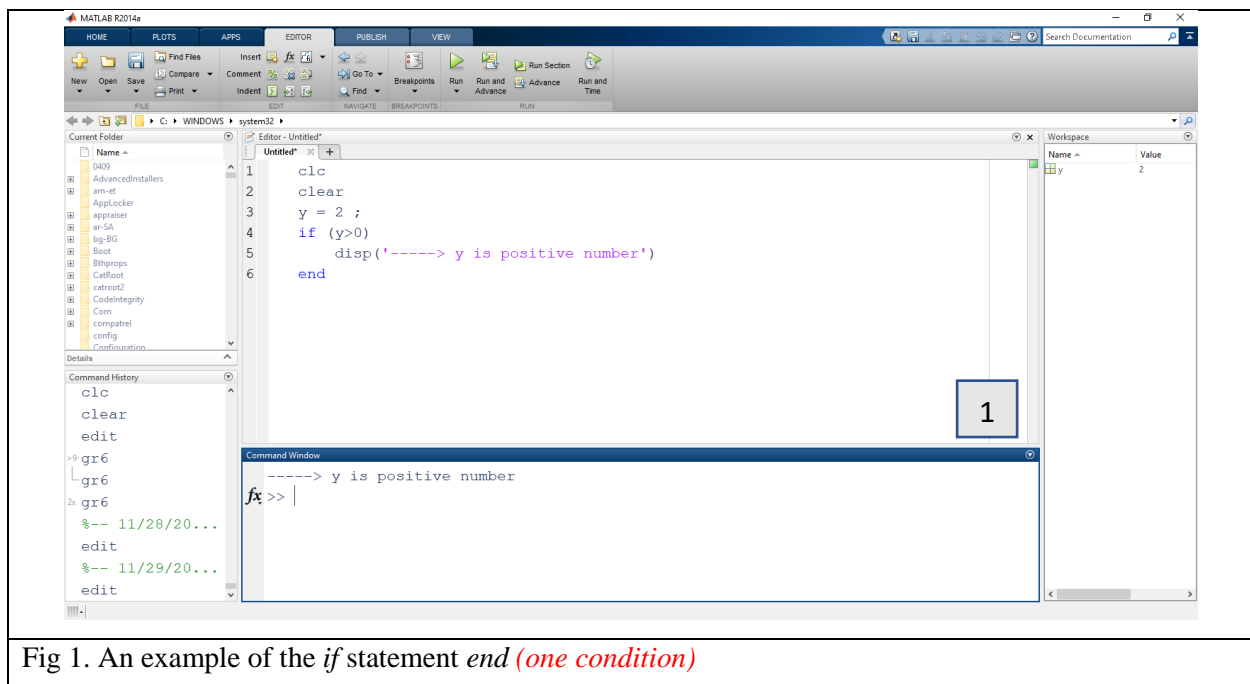 MATLAB R2014a
HOME PLOTS APPS EDITOR PUBLISH VIEW
Search Documentation
New Open Save
Find Files
Compare
Print
Insert fx
Comment
Indent
Go To
Find
Breakpoints
Run
Run and Advance
Run Section
Advance
Run and Time
FILE EDIT NAVIGATE BREAKPOINTS RUN
C: WINDOWS system32
Current Folder
Name
0409
AdvancedInstallers
am-et
AppLocker
appraiser
ar-SA
bg-BG
Boot
Bthprops
CatRoot
catroot2
CodeIntegrity
Com
compatrel
config
Configuration
Details
Command History
clc
clear
edit
>9 gr6
gr6
2x gr6
%-- 11/28/20...
edit
%-- 11/29/20...
edit
Editor - Untitled*
Untitled*
1 clc
2 clear
3 y = 2 ;
4 if (y>0)
5 disp('-----> y is positive number')
6 end
1
Command Window
-----> y is positive number
fx >>
Workspace
Name Value
y 2
Fig 1. An example of the if statement end (one condition)